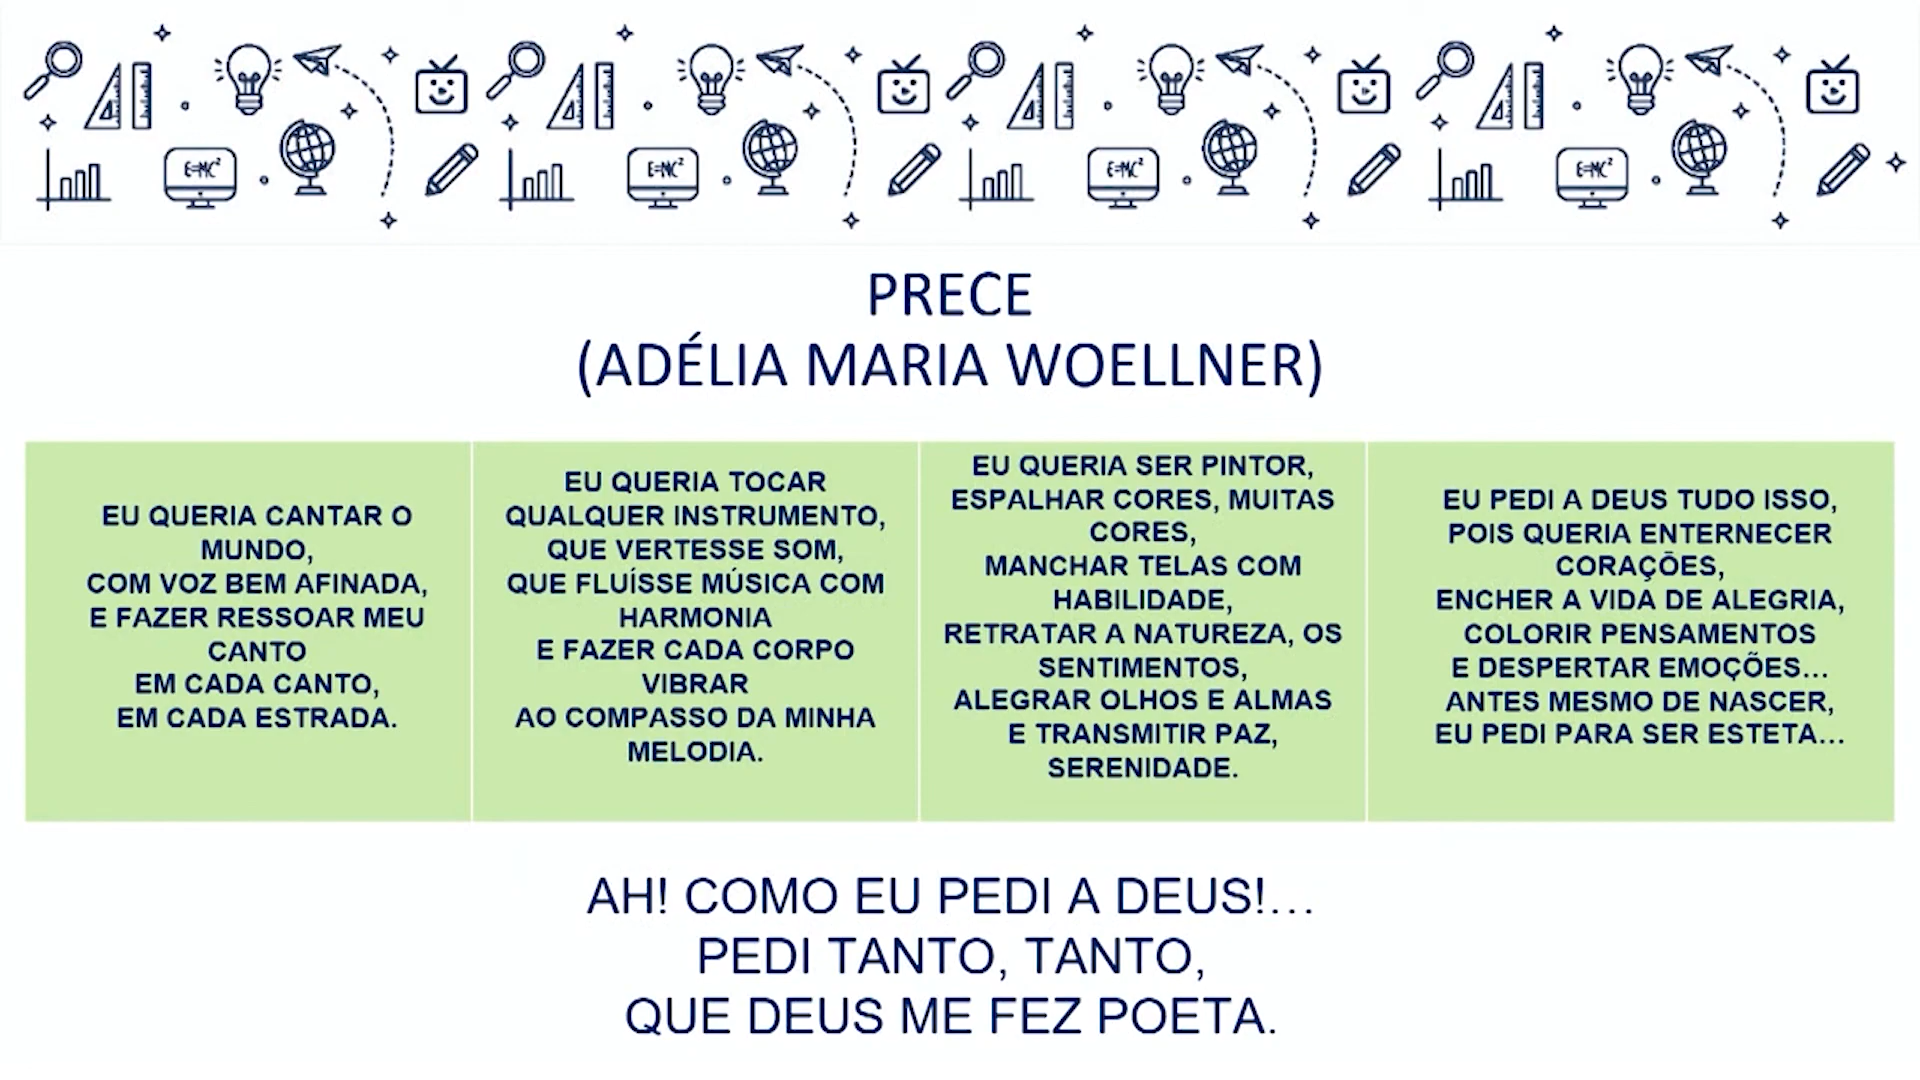 E=MC²
E=MC²
E=MC²
E=MC²
PRECE
(ADÉLIA MARIA WOELLNER)
EU QUERIA CANTAR O
MUNDO,
COM VOZ BEM AFINADA,
E FAZER RESSOAR MEU
CANTO
EM CADA CANTO,
EM CADA ESTRADA.
EU QUERIA TOCAR
QUALQUER INSTRUMENTO,
QUE VERTESSE SOM,
QUE FLUÍSSE MÚSICA COM
HARMONIA
E FAZER CADA CORPO
VIBRAR
AO COMPASSO DA MINHA
MELODIA.
EU QUERIA SER PINTOR,
ESPALHAR CORES, MUITAS
CORES,
MANCHAR TELAS COM
HABILIDADE,
RETRATAR A NATUREZA, OS
SENTIMENTOS,
ALEGRAR OLHOS E ALMAS
E TRANSMITIR PAZ,
SERENIDADE.
EU PEDI A DEUS TUDO ISSO,
POIS QUERIA ENTERNECER
CORAÇÕES,
ENCHER A VIDA DE ALEGRIA,
COLORIR PENSAMENTOS
E DESPERTAR EMOÇÕES...
ANTES MESMO DE NASCER,
EU PEDI PARA SER ESTETA...
AH! COMO EU PEDI A DEUS!...
PEDI TANTO, TANTO,
QUE DEUS ME FEZ POETA.